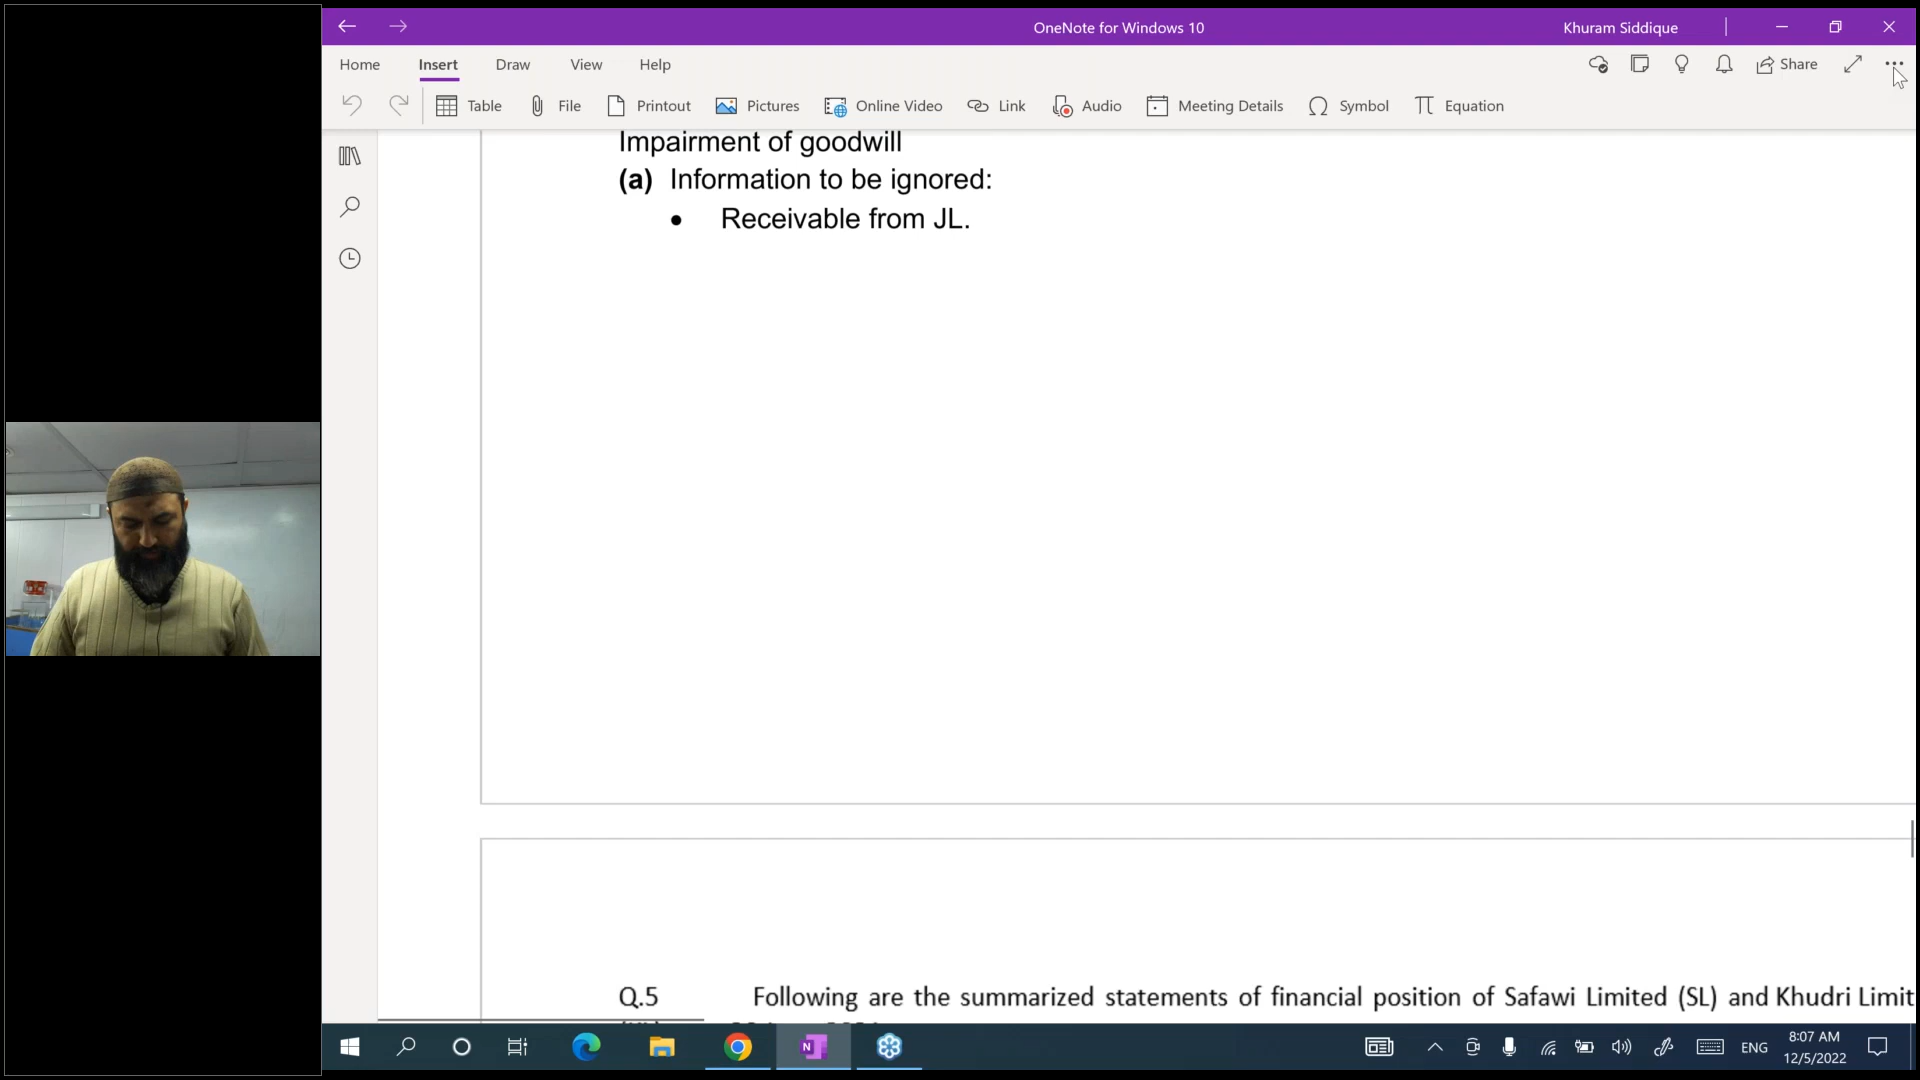 OneNote for Windows 10
Khuram Siddique
Home
Insert
Draw
View
Help
Share
Table
File
Printout
Pictures
Online Video
Link
Audio
Meeting Details
Symbol
Equation
Impairment of goodwill
(a) Information to be ignored:
• Receivable from JL.
Q.5 Following are the summarized statements of financial position of Safawi Limited (SL) and Khudri Limit
ENG
8:07 AM
12/5/2022